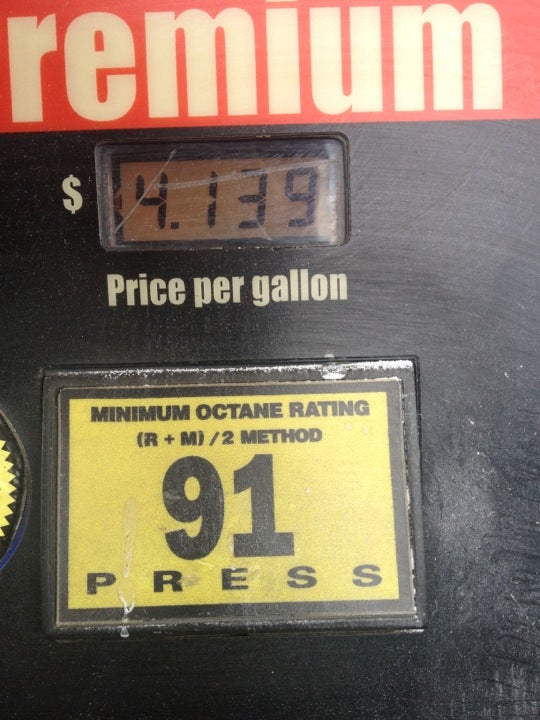 remium
$ 4.139
Price per gallon
MINIMUM OCTANE RATING
(R + M) / 2 METHOD
91
PRESS